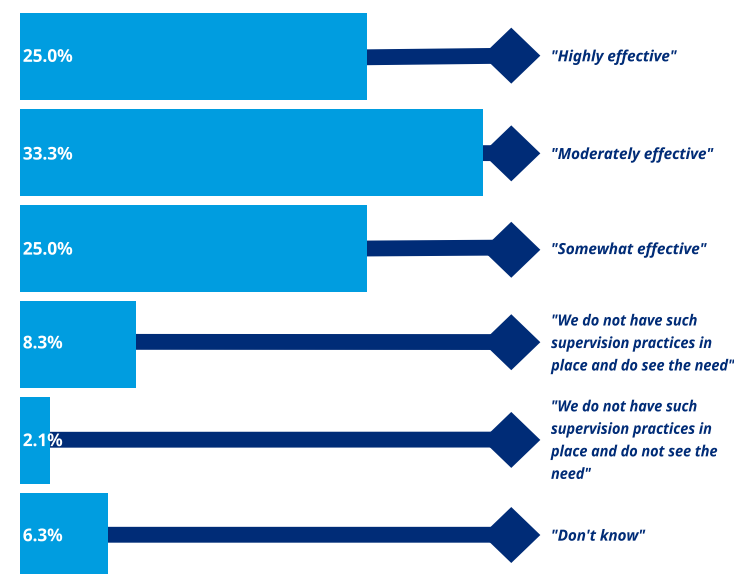 25.0%
"Highly effective"
33.3%
"Moderately effective"
25.0%
"Somewhat effective"
8.3%
"We do not have such
supervision practices in
place and do see the need"
2.1%
"We do not have such
supervision practices in
place and do not see the
need"
6.3%
"Don't know"